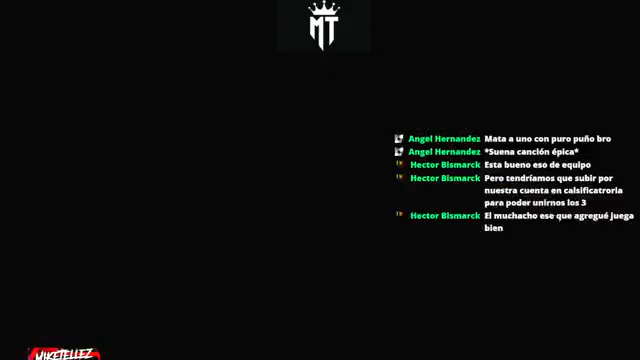 MT
Angel Hernandez Mata a uno con puro puño bro
Angel Hernandez *Suena canción épica*
Hector Bismarck Esta bueno eso de equipo
Hector Bismarck Pero tendríamos que subir por
nuestra cuenta en calsificatroria
para poder unirnos los 3
Hector Bismarck El muchacho ese que agregué juega
bien
MIKETELLEZ